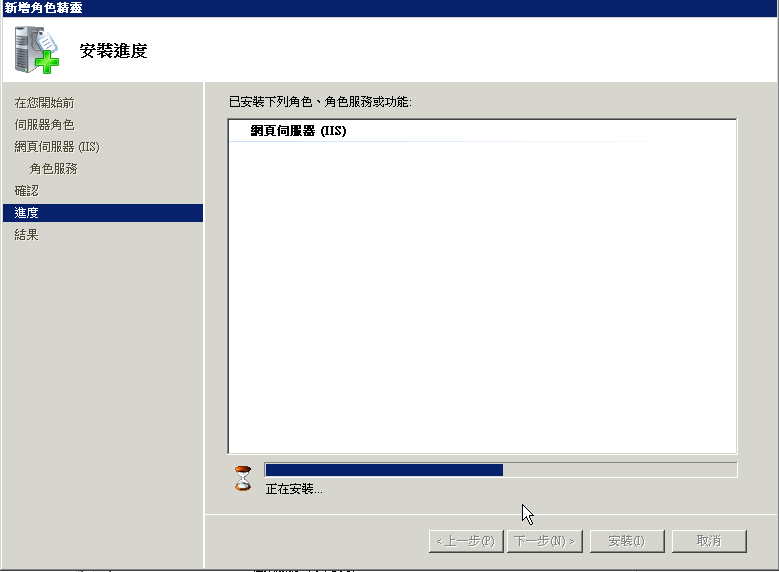 新增角色精靈
安裝進度
在您開始前
伺服器角色
網頁伺服器 (IIS)
角色服務
確認
進度
結果
已安裝下列角色、角色服務或功能:
網頁伺服器 (IIS)
正在安裝...
< 上一步(P)
下一步(N) >
安裝(I)
取消